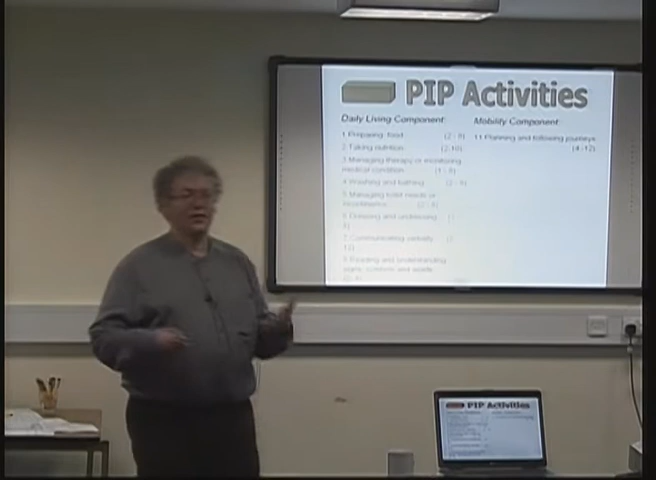 PIP Activities
Daily Living Component:
1. Preparing food (2 - 8)
2. Taking nutrition (2-10)
3. Managing therapy or monitoring
medical condition (1 - 8)
4. Washing and bathing (2 - 8)
5. Managing toilet needs or
incontinence
6. Dressing and undressing
7. Communicating verbally
8. Reading and understanding
signs, symbols and words
Mobility Component:
11. Planning and following journeys
(4 -12)
PIP Activities